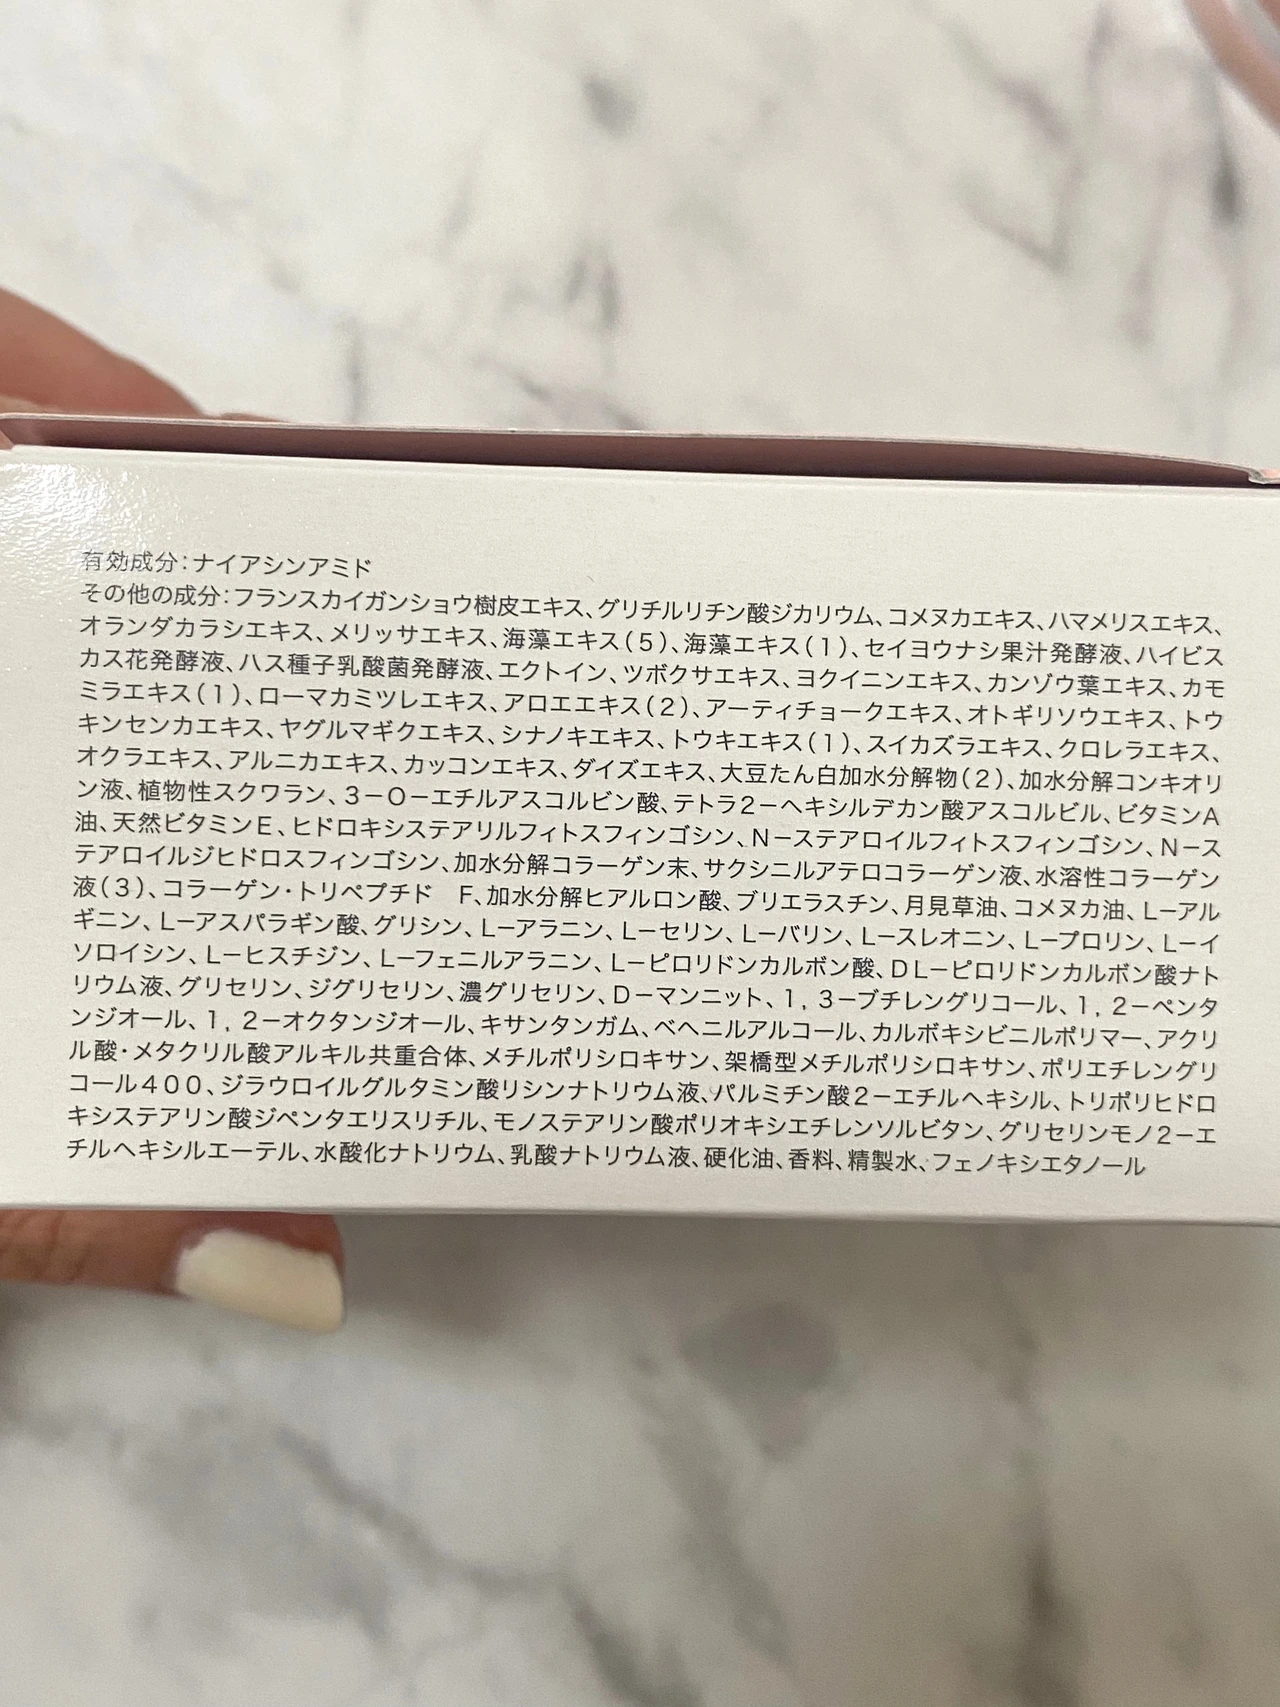 有効成分：ナイアシンアミド
その他の成分：フランスカイガンショウ樹皮エキス、グリチルリチン酸ジカリウム、コメヌカエキス、ハマメリスエキス、
オランダカラシエキス、メリッサエキス、海藻エキス（５）、海藻エキス（１）、セイヨウナシ果汁発酵液、ハイビス
カス花発酵液、ハス種子乳酸菌発酵液、エクトイン、ツボクサエキス、ヨクイニンエキス、カンゾウ葉エキス、カモ
ミラエキス（１）、ローマカミツレエキス、アロエエキス（２）、アーティチョークエキス、オトギリソウエキス、トウ
キンセンカエキス、ヤグルマギクエキス、シナノキエキス、トウキエキス（１）、スイカズラエキス、クロレラエキス、
オクラエキス、アルニカエキス、カッコンエキス、ダイズエキス、大豆たん白加水分解物（２）、加水分解コンキオリ
ン液、植物性スクワラン、３－Ｏ－エチルアスコルビン酸、テトラ２－ヘキシルデカン酸アスコルビル、ビタミンＡ
油、天然ビタミンＥ、ヒドロキシステアリルフィトスフィンゴシン、Ｎ－ステアロイルフィトスフィンゴシン、Ｎ－ス
テアロイルジヒドロスフィンゴシン、加水分解コラーゲン末、サクシニルアテロコラーゲン液、水溶性コラーゲン
液（３）、コラーゲン・トリペプチド　Ｆ、加水分解ヒアルロン酸、ブリエラスチン、月見草油、コメヌカ油、Ｌ－アル
ギニン、Ｌ－アスパラギン酸、グリシン、Ｌ－アラニン、Ｌ－セリン、Ｌ－バリン、Ｌ－スレオニン、Ｌ－プロリン、Ｌ－イ
ソロイシン、Ｌ－ヒスチジン、Ｌ－フェニルアラニン、Ｌ－ピロリドンカルボン酸、ＤＬ－ピロリドンカルボン酸ナト
リウム液、グリセリン、ジグリセリン、濃グリセリン、Ｄ－マンニット、１，３－ブチレングリコール、１，２－ペンタ
ンジオール、１，２－オクタンジオール、キサンタンガム、ベヘニルアルコール、カルボキシビニルポリマー、アクリ
ル酸・メタクリル酸アルキル共重合体、メチルポリシロキサン、架橋型メチルポリシロキサン、ポリエチレングリ
コール４００、ジラウロイルグルタミン酸リシンナトリウム液、パルミチン酸２－エチルヘキシル、トリポリヒドロ
キシステアリン酸ジペンタエリスリチル、モノステアリン酸ポリオキシエチレンソルビタン、グリセリンモノ２－エ
チルヘキシルエーテル、水酸化ナトリウム、乳酸ナトリウム液、硬化油、香料、精製水、フェノキシエタノール